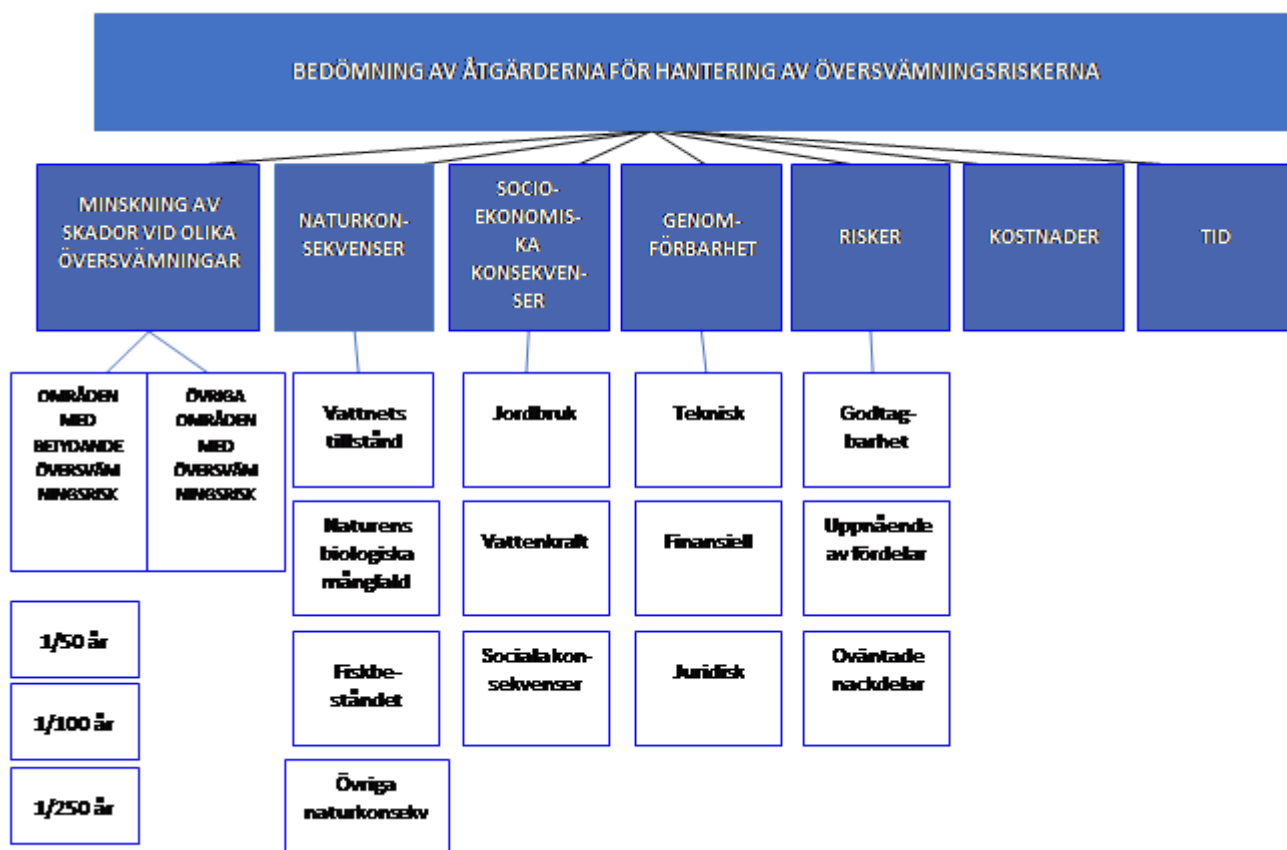 BEDÖMNING AV ÅTGÄRDERNA FÖR HANTERING AV ÖVERSVÄMNINGSRISKERNA
MINSKNING AV
SKADOR VID OLIKA
ÖVERSVÄMNINGAR
NATURKON-
SEKVENSER
SOCIO-
EKONOMIS-
KA
KONSEKVEN-
SER
GENOM-
FÖRBARHET
RISKER
KOSTNADER
TID
OMRÅDEN
MED
BETYDANDE
ÖVERSVÄM
NINGSRISK
ÖVRIGA
OMRÅDEN
MED
ÖVERSVÄM
NINGSRISK
1/50 år
1/100 år
1/250 år
Vattnets
tillstånd
Naturens
biologiska
mångfald
Fiskbe-
ståndet
Övriga
naturkonsekv
Jordbruk
Vattenkraft
Sociala kon-
sekvenser
Teknisk
Finansiell
Juridisk
Godtag-
barhet
Uppnående
av fördelar
Oväntade
nackdelar